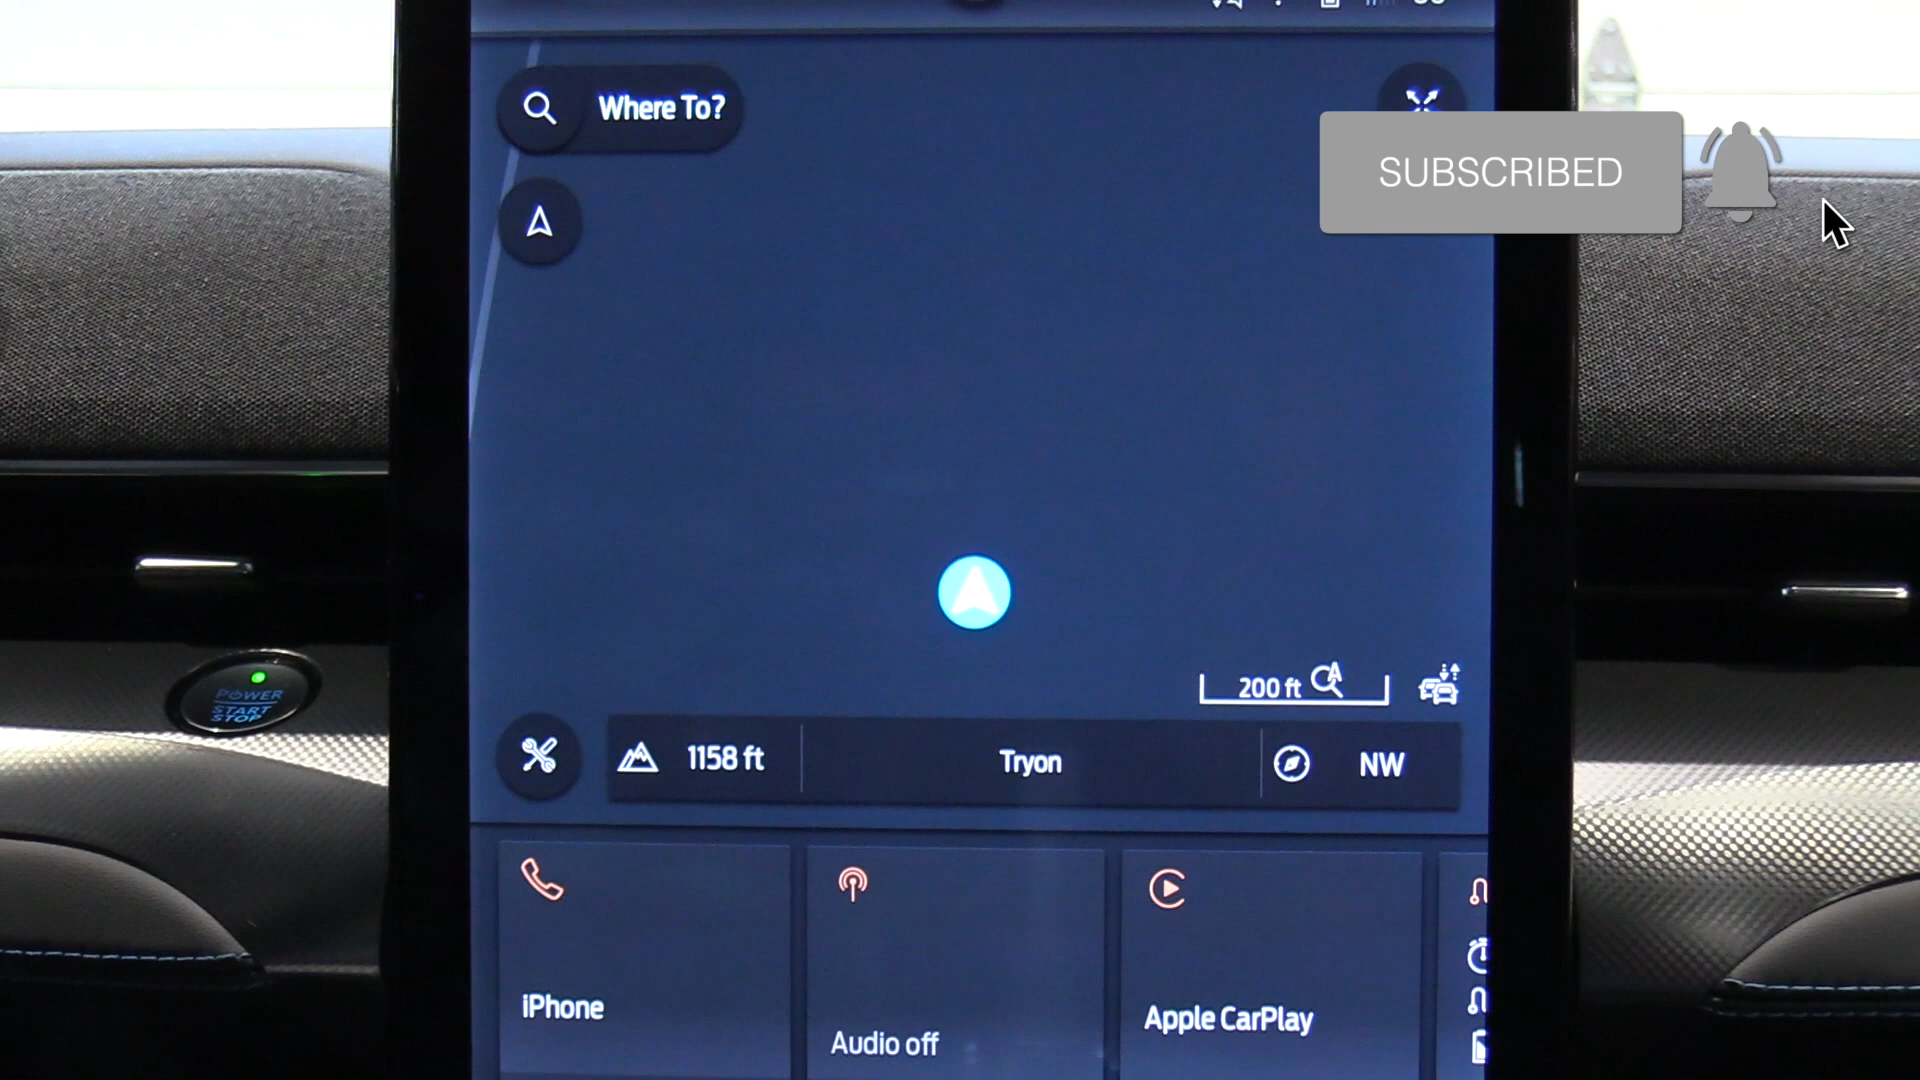 Where To?
SUBSCRIBED
200 ft
1158 ft
Tryon
NW
POWER
START
STOP
iPhone
Audio off
Apple CarPlay